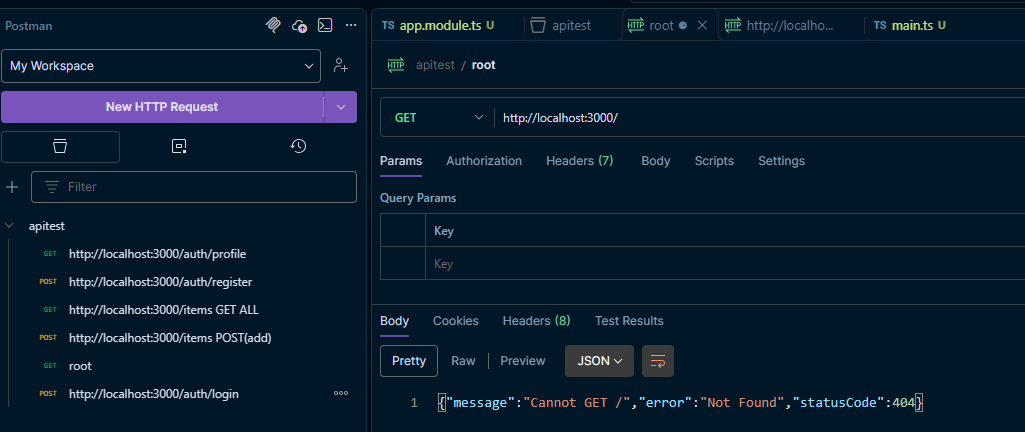 Postman
My Workspace
New HTTP Request
Filter
apitest
GET http://localhost:3000/auth/profile
POST http://localhost:3000/auth/register
GET http://localhost:3000/items GET ALL
POST http://localhost:3000/items POST(add)
GET root
POST http://localhost:3000/auth/login
TS app.module.ts U apitest HTTP root HTTP http://localho... TS main.ts U
HTTP apitest / root
GET http://localhost:3000/
Params Authorization Headers (7) Body Scripts Settings
Query Params
Key
Key
Body Cookies Headers (8) Test Results
Pretty Raw Preview JSON
1 {"message":"Cannot GET /","error":"Not Found","statusCode":404}